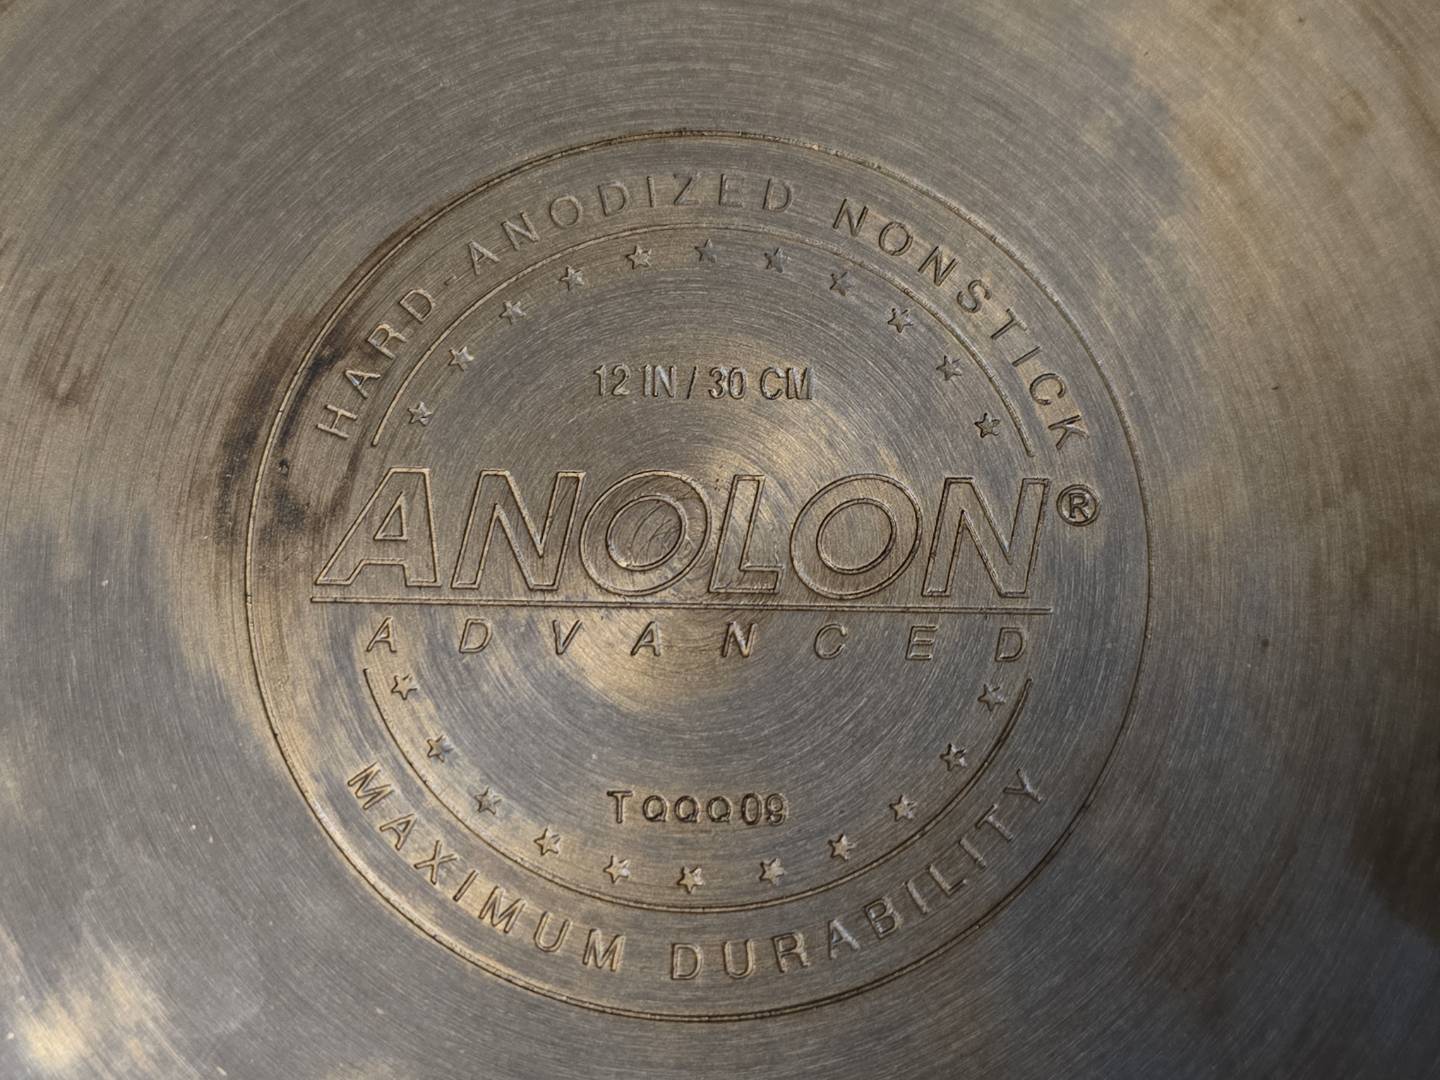 HARD-ANODIZED NONSTICK
12 IN / 30 CM
ANOLON®
ADVANCED
TQQQ09
MAXIMUM DURABILITY